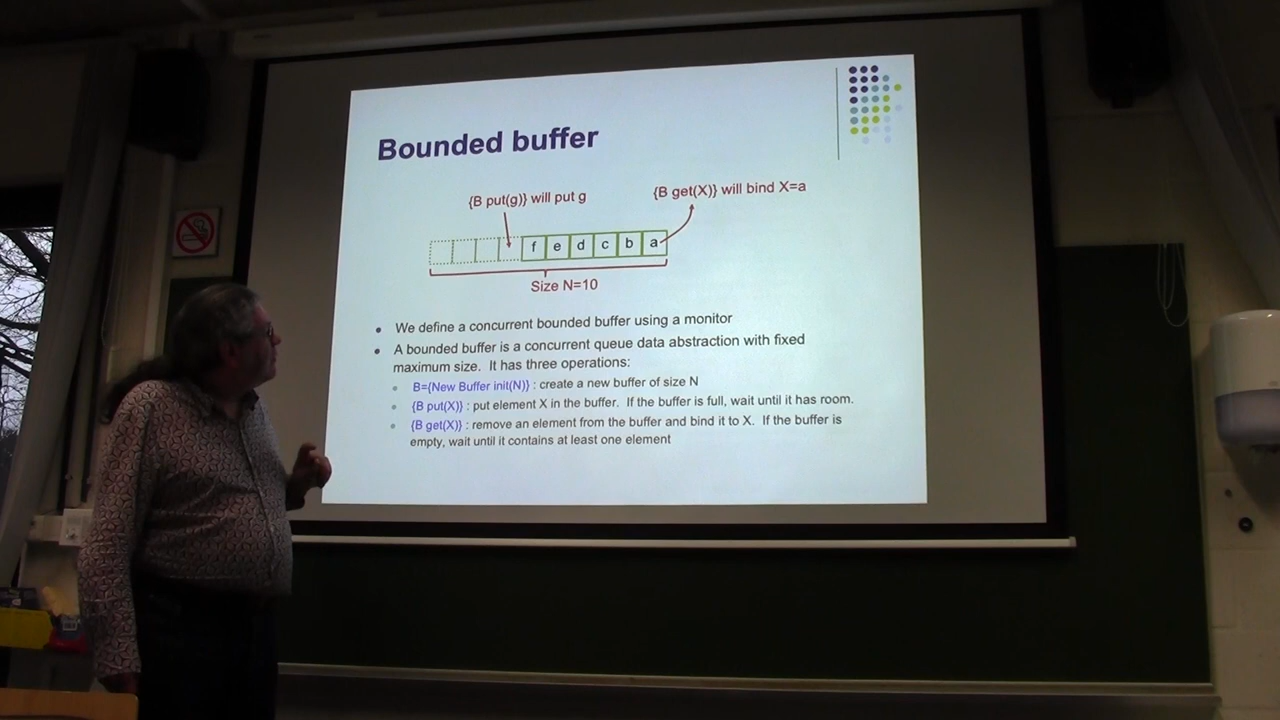 Bounded buffer
{B put(g)} will put g
{B get(X)} will bind X=a
f e d c b a
Size N=10
We define a concurrent bounded buffer using a monitor
A bounded buffer is a concurrent queue data abstraction with fixed
maximum size. It has three operations:
B={New Buffer init(N)} : create a new buffer of size N
{B put(X)} : put element X in the buffer. If the buffer is full, wait until it has room.
{B get(X)} : remove an element from the buffer and bind it to X. If the buffer is
empty, wait until it contains at least one element